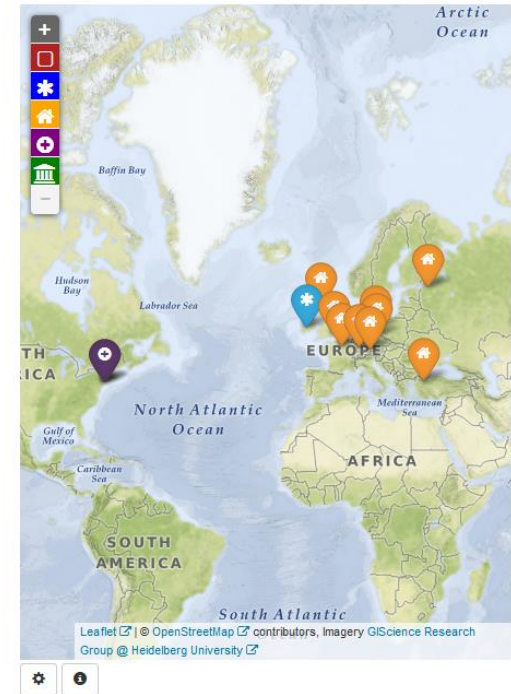 Arctic
Ocean
Baffin Bay
Hudson
Bay
Labrador Sea
TH
ICA
EUROPE
North Atlantic
Ocean
Mediterranean
Sea
Gulf of
Mexico
AFRICA
Caribbean
Sea
SOUTH
AMERICA
South Atlantic
Leaflet | © OpenStreetMap contributors, Imagery GIScience Research
Group @ Heidelberg University